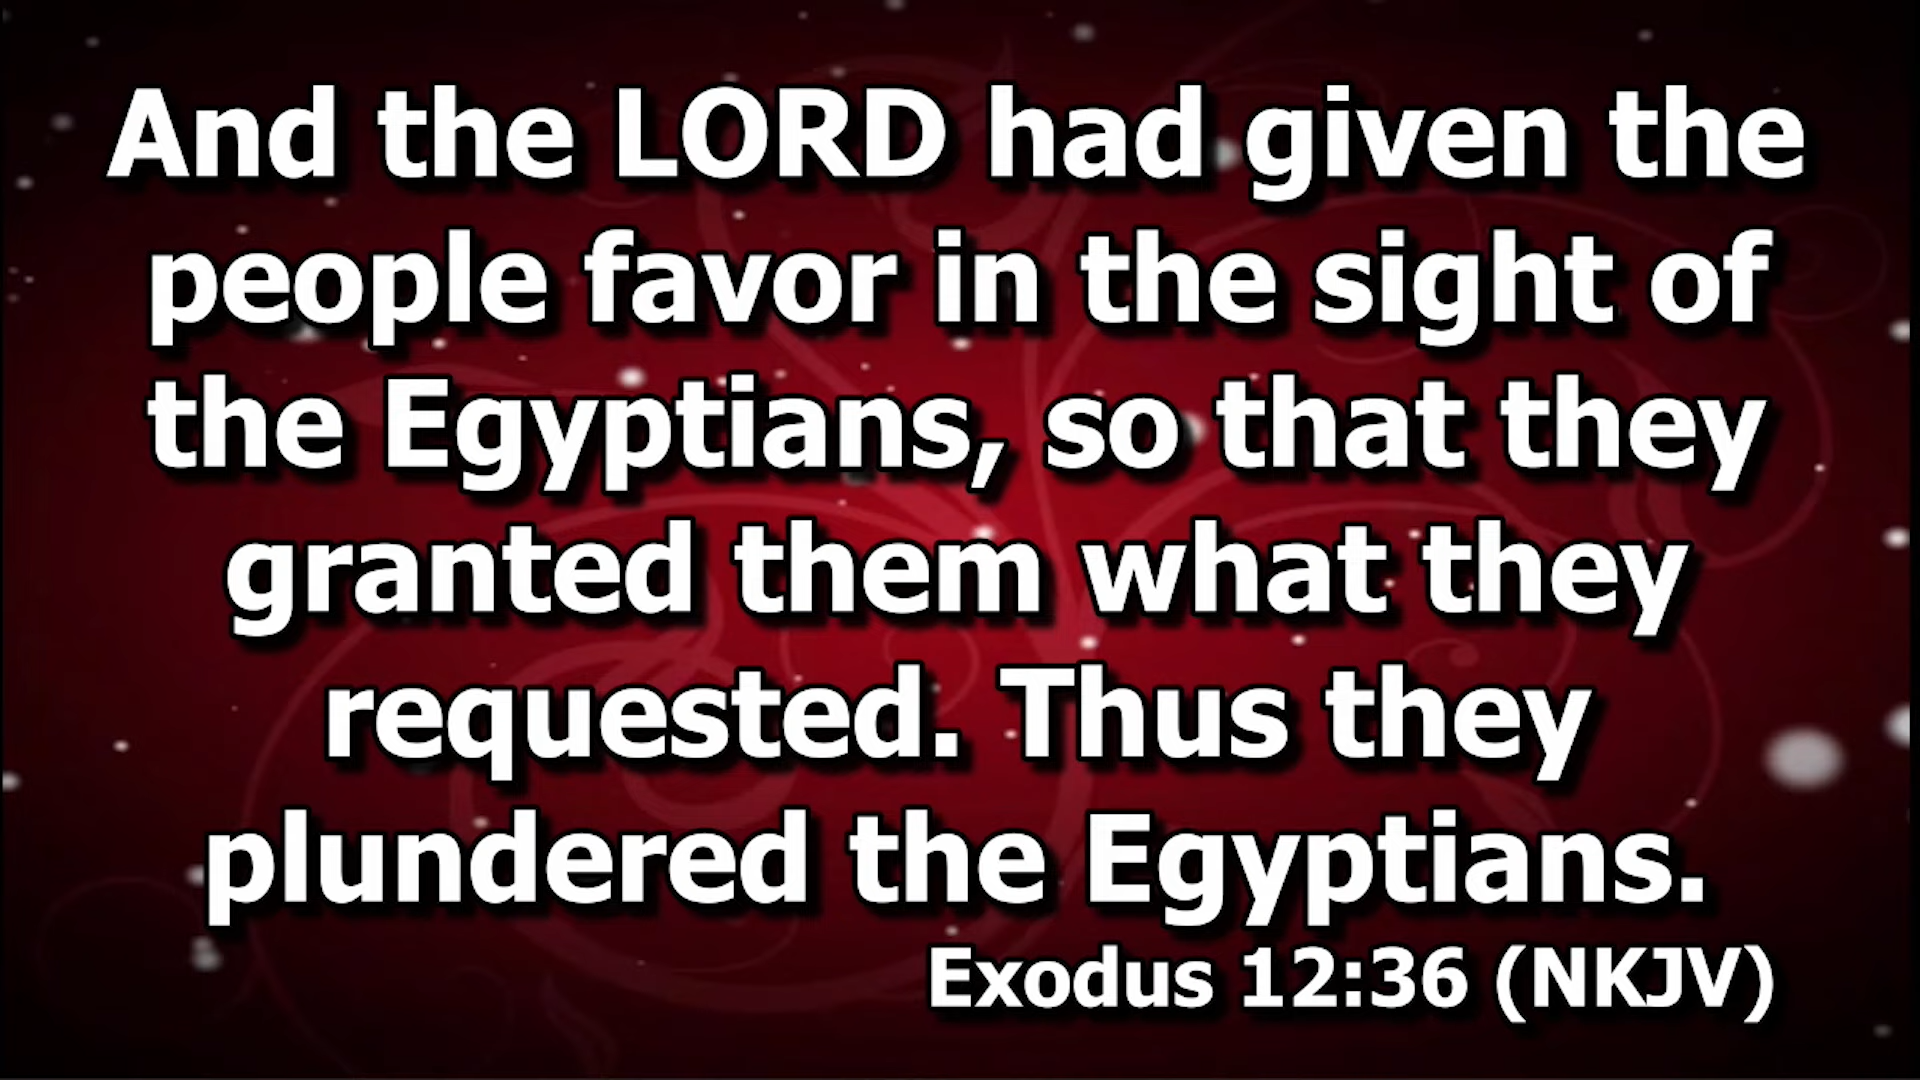 And the LORD had given the
people favor in the sight of
the Egyptians, so that they
granted them what they
requested. Thus they
plundered the Egyptians.
Exodus 12:36 (NKJV)